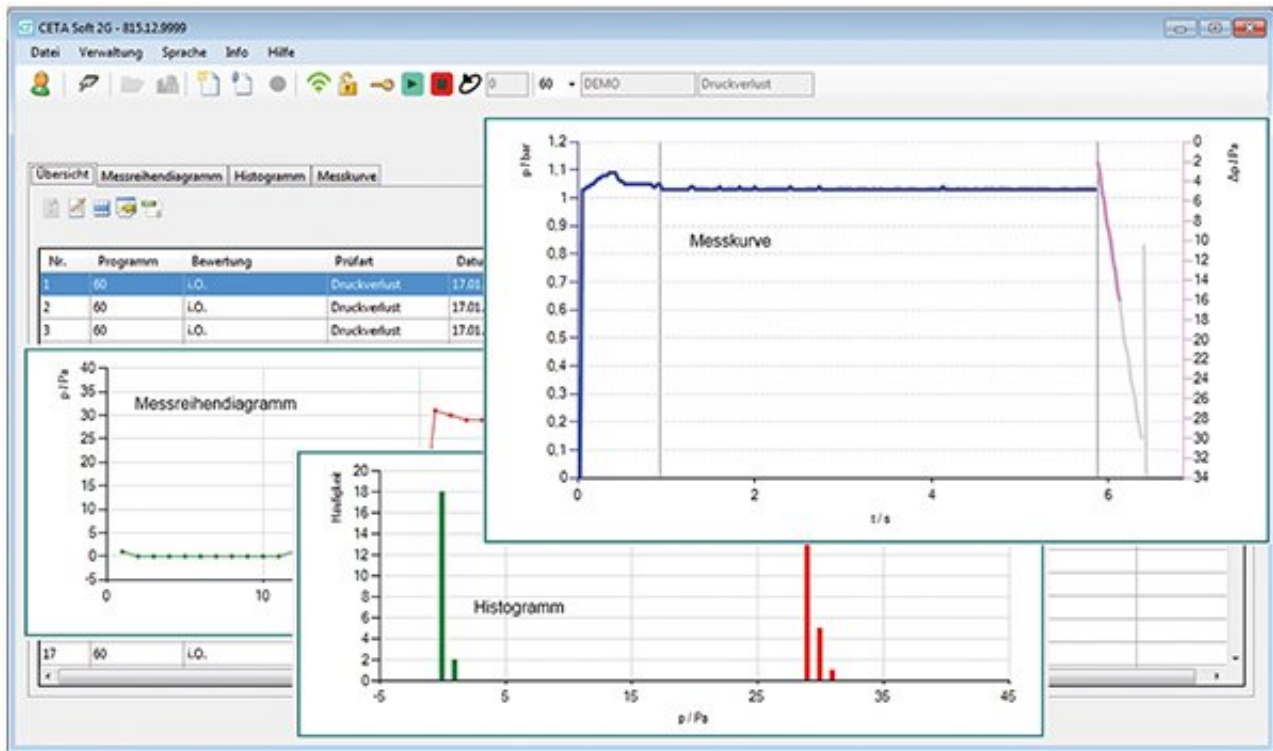 CETA Soft 2G - 815.12.9999
Datei Verwaltung Sprache Info Hilfe
0 60 DEMO Druckverlust
Übersicht Messreihendiagramm Histogramm Messkurve
Nr. Programm Bewertung Prüfart Datu
1 60 i.O. Druckverlust 17.01.
2 60 i.O. Druckverlust 17.01.
3 60 i.O. Druckverlust 17.01.
17 60 i.O.
p / bar
1,2
1,1
1
0,9
0,8
0,7
0,6
0,5
0,4
0,3
0,2
0,1
0
Messkurve
0 2 4 6
t / s
Δp / Pa
0
2
4
6
8
10
12
14
16
18
20
22
24
26
28
30
32
34
p / Pa
40
35
30
25
20
15
10
5
0
-5
Messreihendiagramm
0 10
Häufigkeit
20
18
16
14
12
10
8
6
4
2
0
Histogramm
-5 5 15 25 35 45
p / Pa